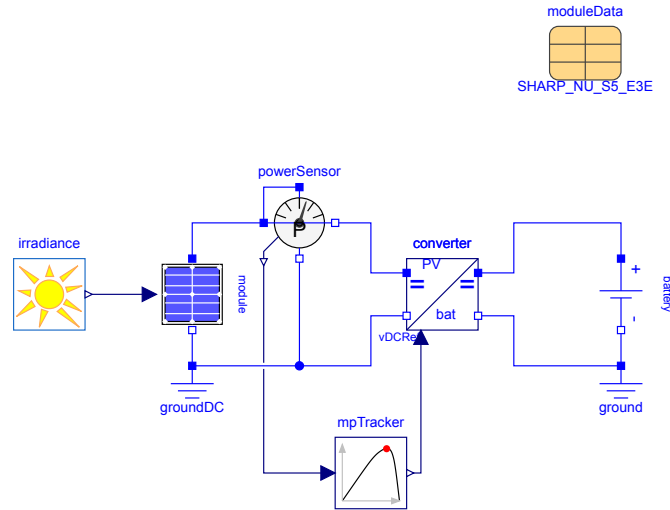 moduleData
SHARP_NU_S5_E3E
powerSensor
P
irradiance
module
converter
PV
bat
vDCRe
battery
+
-
groundDC
ground
mpTracker